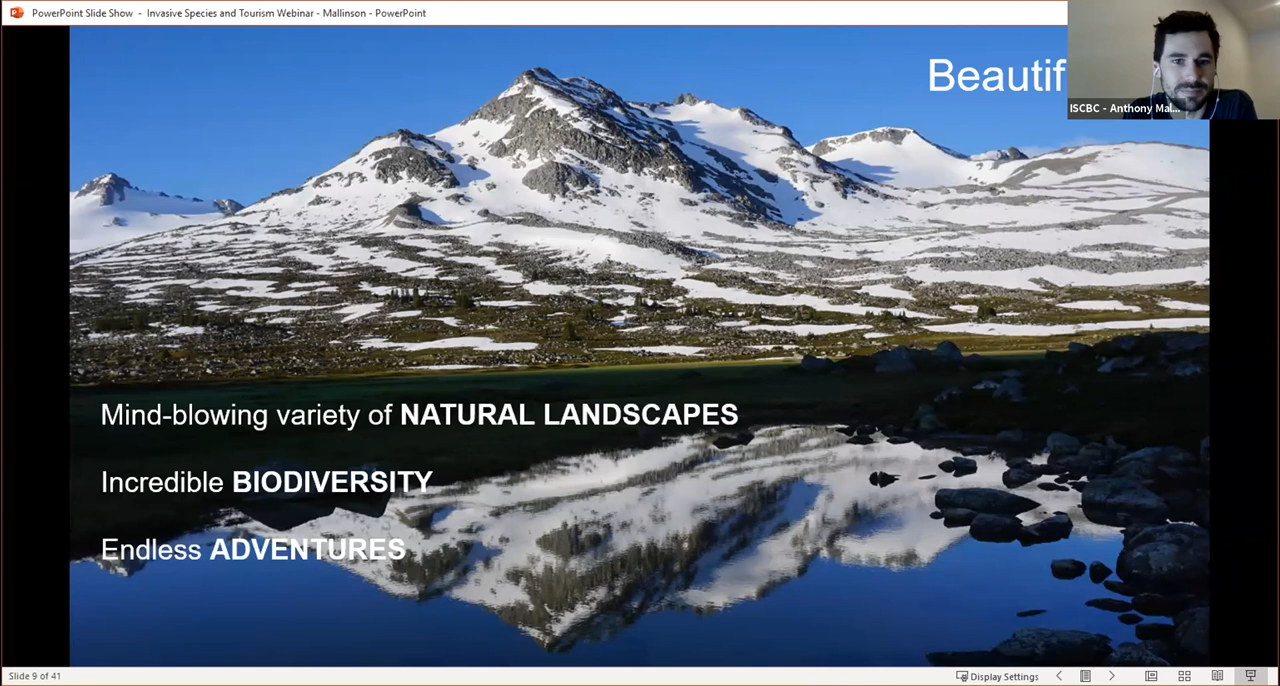 PowerPoint Slide Show - Invasive Species and Tourism Webinar - Mallinson - PowerPoint
Beautif
ISCBC - Anthony Mal...
Mind-blowing variety of NATURAL LANDSCAPES
Incredible BIODIVERSITY
Endless ADVENTURES
Slide 9 of 41
Display Settings